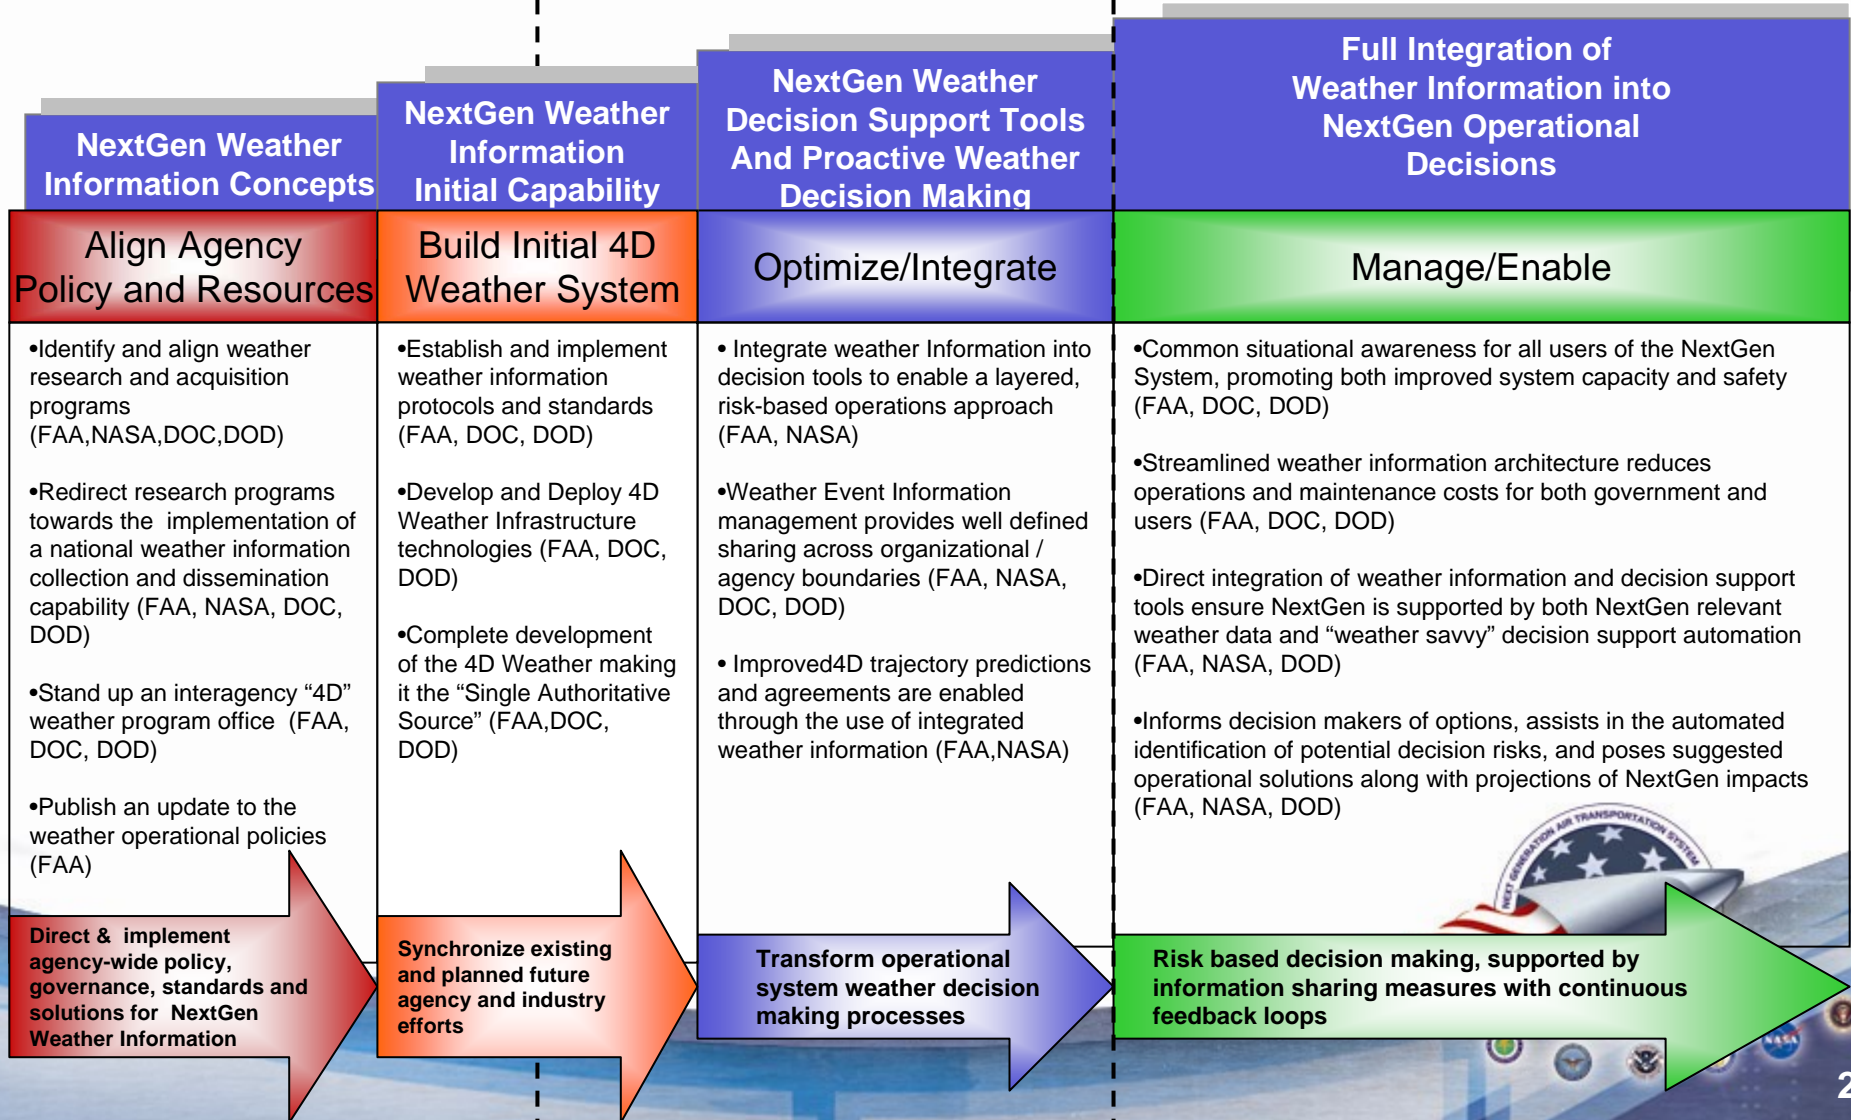 NextGen Weather
Information Concepts
NextGen Weather
Information
Initial Capability
NextGen Weather
Decision Support Tools
And Proactive Weather
Decision Making
Full Integration of
Weather Information into
NextGen Operational
Decisions
Align Agency
Policy and Resources
Build Initial 4D
Weather System
Optimize/Integrate
Manage/Enable
•Identify and align weather
research and acquisition
programs
(FAA,NASA,DOC,DOD)
•Redirect research programs
towards the implementation of
a national weather information
collection and dissemination
capability (FAA, NASA, DOC,
DOD)
•Stand up an interagency “4D”
weather program office (FAA,
DOC, DOD)
•Publish an update to the
weather operational policies
(FAA)
•Establish and implement
weather information
protocols and standards
(FAA, DOC, DOD)
•Develop and Deploy 4D
Weather Infrastructure
technologies (FAA, DOC,
DOD)
•Complete development
of the 4D Weather making
it the “Single Authoritative
Source” (FAA,DOC,
DOD)
• Integrate weather Information into
decision tools to enable a layered,
risk-based operations approach
(FAA, NASA)
•Weather Event Information
management provides well defined
sharing across organizational /
agency boundaries (FAA, NASA,
DOC, DOD)
• Improved4D trajectory predictions
and agreements are enabled
through the use of integrated
weather information (FAA,NASA)
•Common situational awareness for all users of the NextGen
System, promoting both improved system capacity and safety
(FAA, DOC, DOD)
•Streamlined weather information architecture reduces
operations and maintenance costs for both government and
users (FAA, DOC, DOD)
•Direct integration of weather information and decision support
tools ensure NextGen is supported by both NextGen relevant
weather data and “weather savvy” decision support automation
(FAA, NASA, DOD)
•Informs decision makers of options, assists in the automated
identification of potential decision risks, and poses suggested
operational solutions along with projections of NextGen impacts
(FAA, NASA, DOD)
NEXT GENERATION AIR TRANSPORTATION SYSTEM
Direct & implement
agency-wide policy,
governance, standards and
solutions for NextGen
Weather Information
Synchronize existing
and planned future
agency and industry
efforts
Transform operational
system weather decision
making processes
Risk based decision making, supported by
information sharing measures with continuous
feedback loops
NASA
2